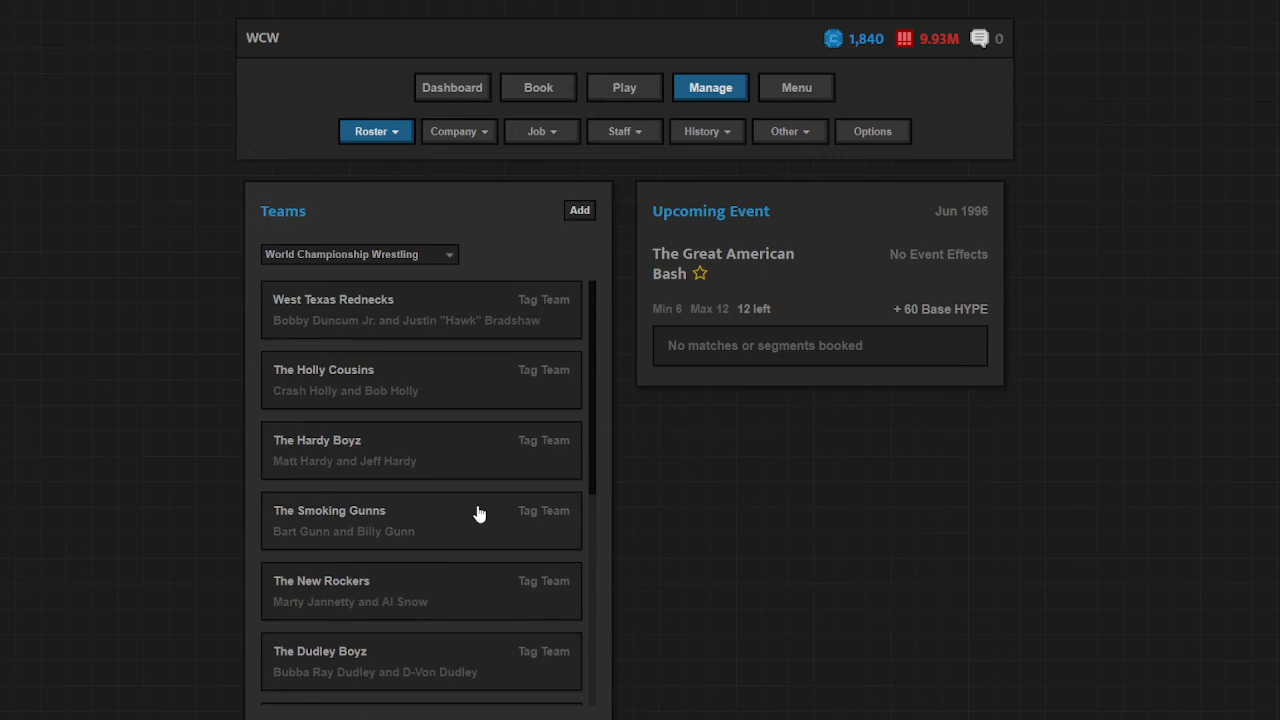 WCW
1,840
9.93M
0
Dashboard
Book
Play
Manage
Menu
Roster
Company
Job
Staff
History
Other
Options
Teams
Add
World Championship Wrestling
West Texas Rednecks
Tag Team
Bobby Duncum Jr. and Justin "Hawk" Bradshaw
The Holly Cousins
Tag Team
Crash Holly and Bob Holly
The Hardy Boyz
Tag Team
Matt Hardy and Jeff Hardy
The Smoking Gunns
Tag Team
Bart Gunn and Billy Gunn
The New Rockers
Tag Team
Marty Jannetty and Al Snow
The Dudley Boyz
Tag Team
Bubba Ray Dudley and D-Von Dudley
Upcoming Event
Jun 1996
The Great American
Bash
No Event Effects
Min 6 Max 12 12 left
+ 60 Base HYPE
No matches or segments booked